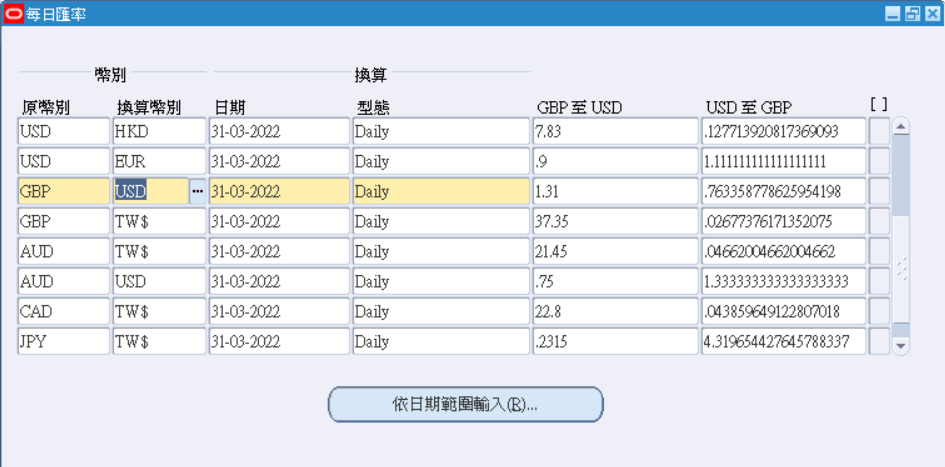 每日匯率
幣別 換算
原幣別 換算幣別 日期 型態 GBP 至 USD USD 至 GBP [ ]
USD HKD 31-03-2022 Daily 7.83 .127713920817369093
USD EUR 31-03-2022 Daily .9 1.111111111111111111
GBP USD ... 31-03-2022 Daily 1.31 .763358778625954198
GBP TW$ 31-03-2022 Daily 37.35 .02677376171352075
AUD TW$ 31-03-2022 Daily 21.45 .04662004662004662
AUD USD 31-03-2022 Daily .75 1.333333333333333333
CAD TW$ 31-03-2022 Daily 22.8 .043859649122807018
JPY TW$ 31-03-2022 Daily .2315 4.319654427645788337
依日期範圍輸入(R)...